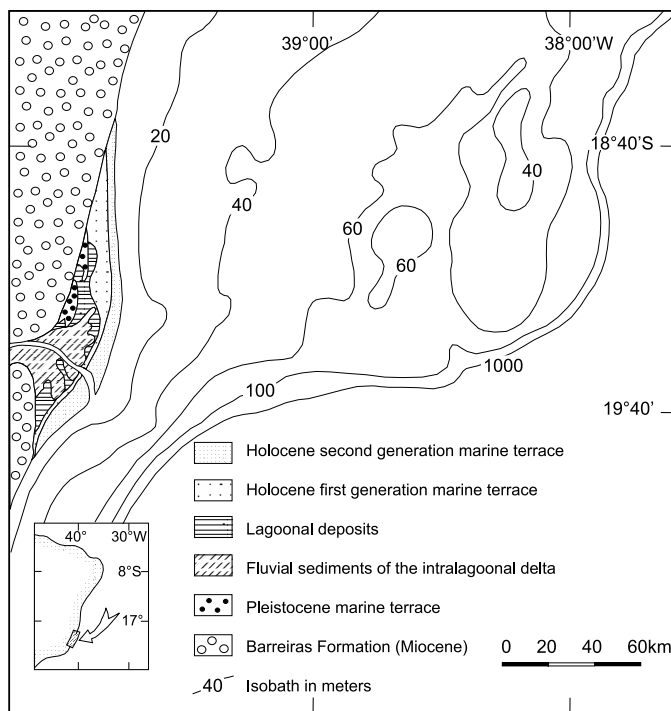 39°00'
38°00'W
20
18°40'S
40
40
60
60
1000
100
19°40'
Holocene second generation marine terrace
Holocene first generation marine terrace
Lagoonal deposits
Fluvial sediments of the intralagoonal delta
Pleistocene marine terrace
Barreiras Formation (Miocene)
40 Isobath in meters
40° 30°W
8°S
17°
0 20 40 60km